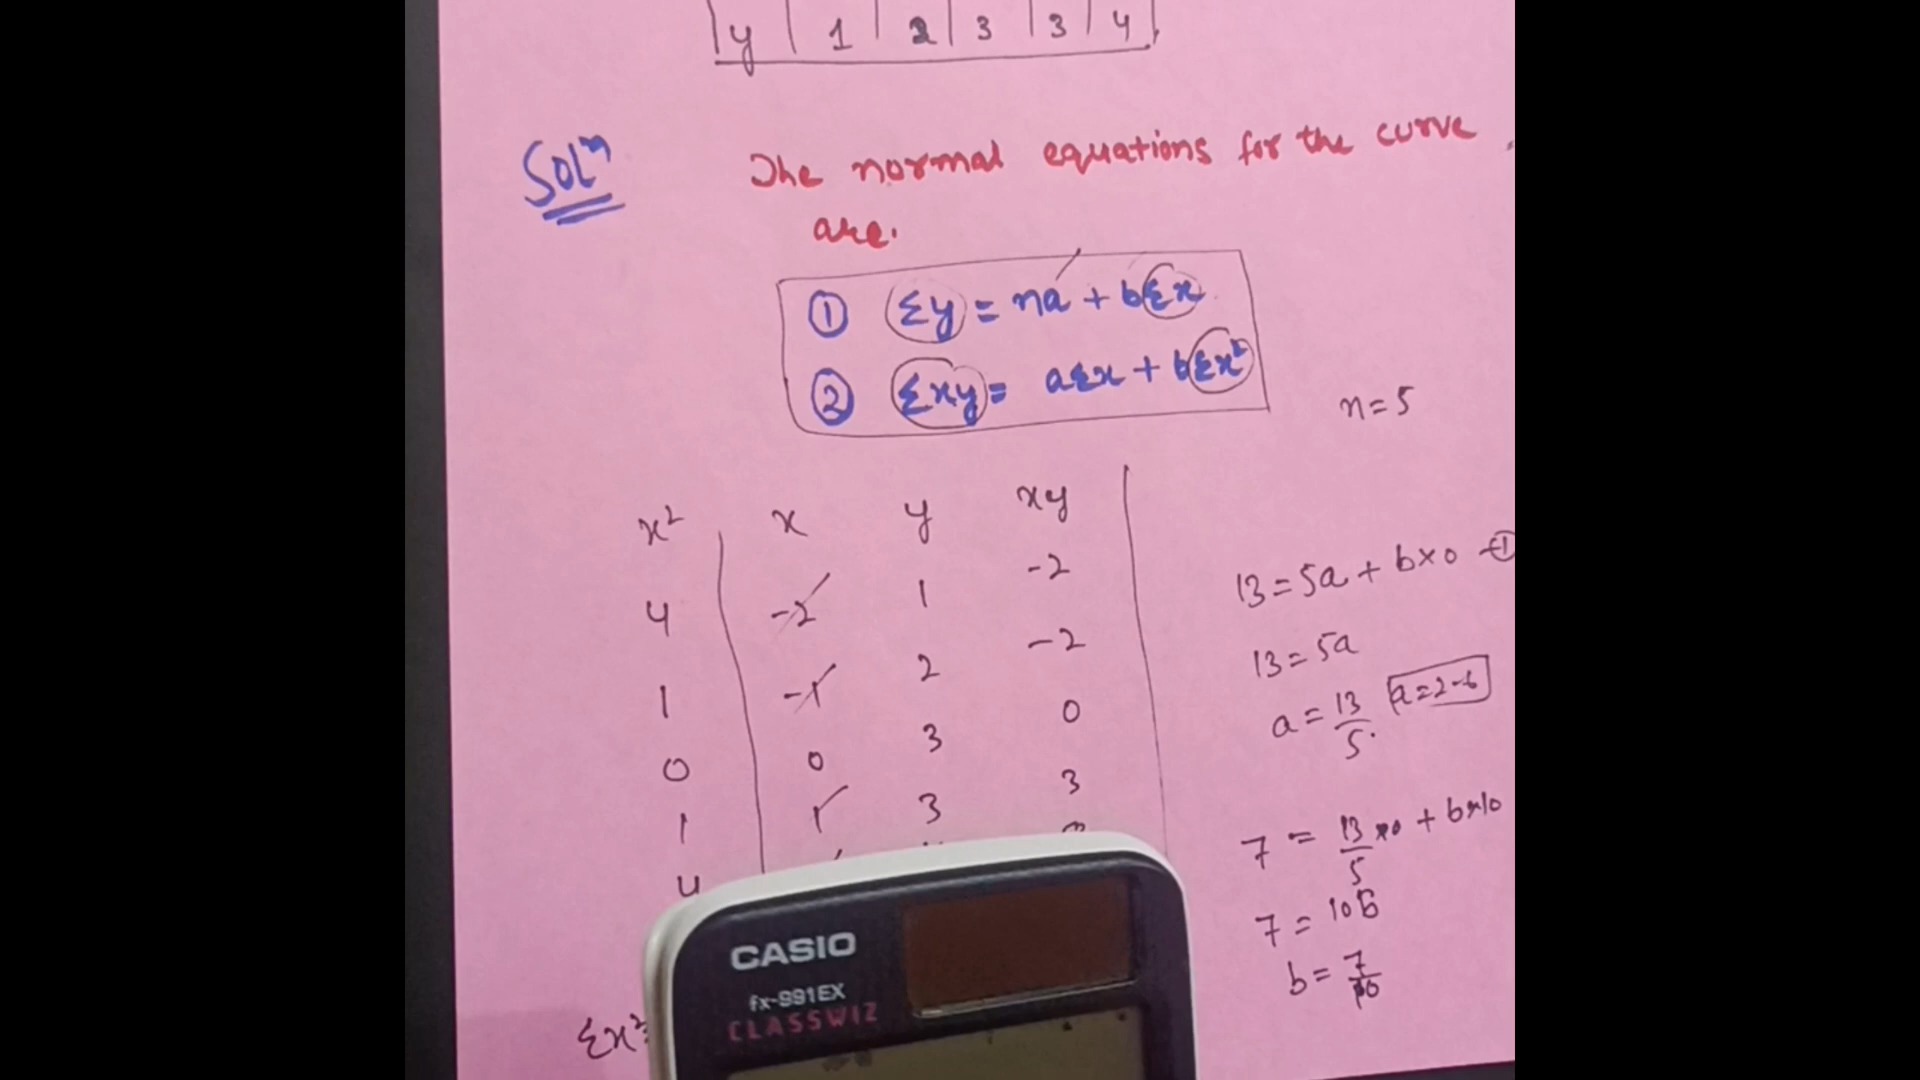 y 1 2 3 3 4
Solⁿ The normal equations for the curve
are.
① Σy = na + bΣx
② Σxy = aΣx + bΣx²
n=5
x² x y xy
4 -2 1 -2
1 -1 2 -2
0 0 3 0
1 1 3 3
4
13 = 5a + b×0 -①
13 = 5a
a = 13/5. a=2.6
7 = 13/5 ×0 + b×10
7 = 10b
b = 7/10
Σx²=
CASIO
fx-991EX
CLASSWIZ